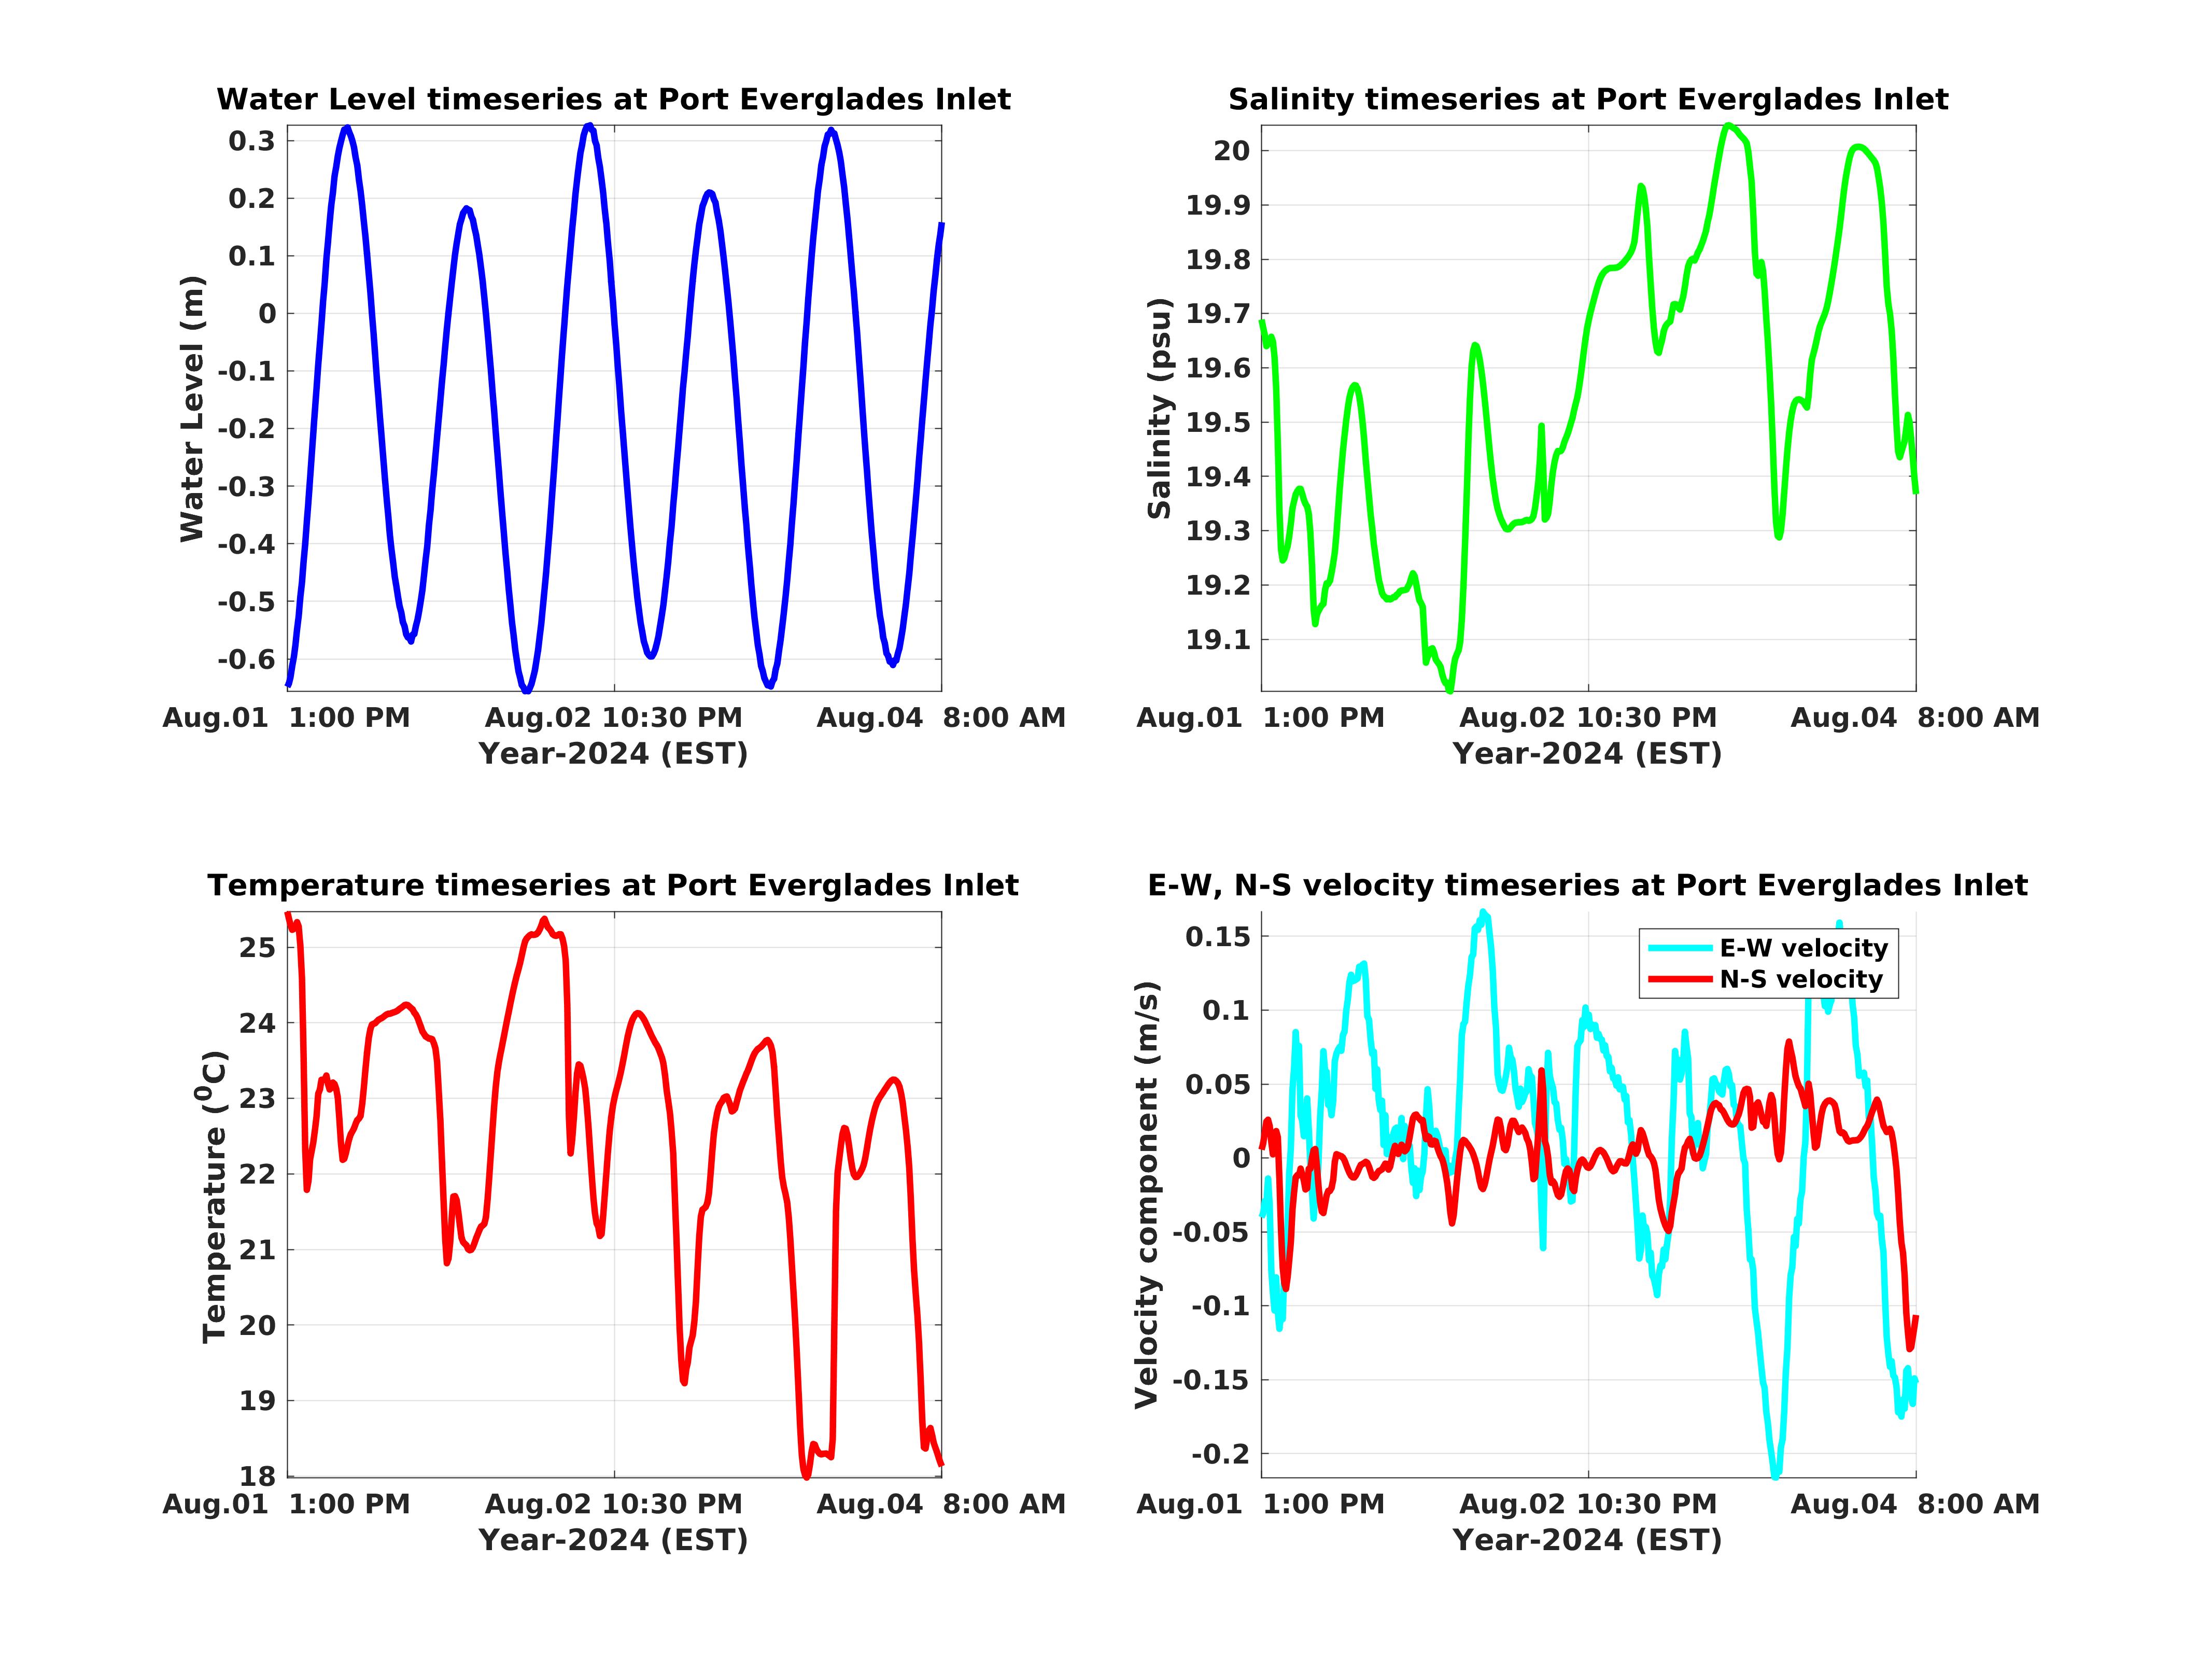 Water Level timeseries at Port Everglades Inlet
Water Level (m)
0.3
0.2
0.1
0
-0.1
-0.2
-0.3
-0.4
-0.5
-0.6
Aug.01 1:00 PM Aug.02 10:30 PM Aug.04 8:00 AM
Year-2024 (EST)
Salinity timeseries at Port Everglades Inlet
Salinity (psu)
20
19.9
19.8
19.7
19.6
19.5
19.4
19.3
19.2
19.1
Aug.01 1:00 PM Aug.02 10:30 PM Aug.04 8:00 AM
Year-2024 (EST)
Temperature timeseries at Port Everglades Inlet
Temperature (⁰C)
25
24
23
22
21
20
19
18
Aug.01 1:00 PM Aug.02 10:30 PM Aug.04 8:00 AM
Year-2024 (EST)
E-W, N-S velocity timeseries at Port Everglades Inlet
Velocity component (m/s)
0.15
0.1
0.05
0
-0.05
-0.1
-0.15
-0.2
E-W velocity
N-S velocity
Aug.01 1:00 PM Aug.02 10:30 PM Aug.04 8:00 AM
Year-2024 (EST)